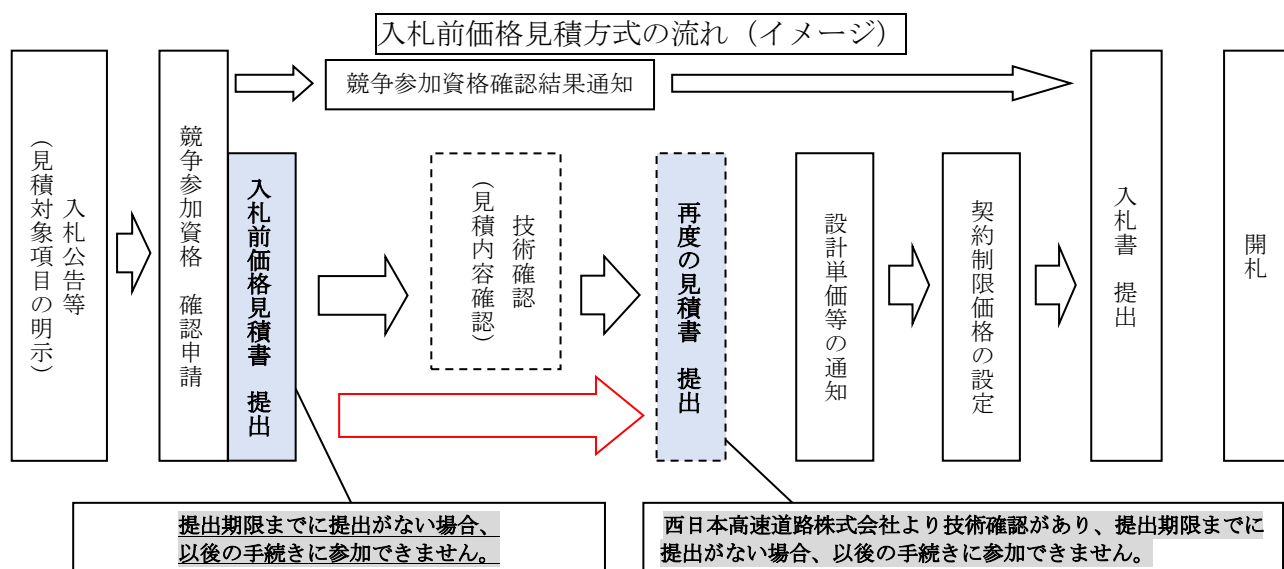 入札前価格見積方式の流れ（イメージ）
競争参加資格確認結果通知
入札公告等
（見積対象項目の明示）
競争参加資格　確認申請
入札前価格見積書　提出
技術確認
（見積内容確認）
再度の見積書　提出
設計単価等の通知
契約制限価格の設定
入札書　提出
開札
提出期限までに提出がない場合、
以後の手続きに参加できません。
西日本高速道路株式会社より技術確認があり、提出期限までに
提出がない場合、以後の手続きに参加できません。